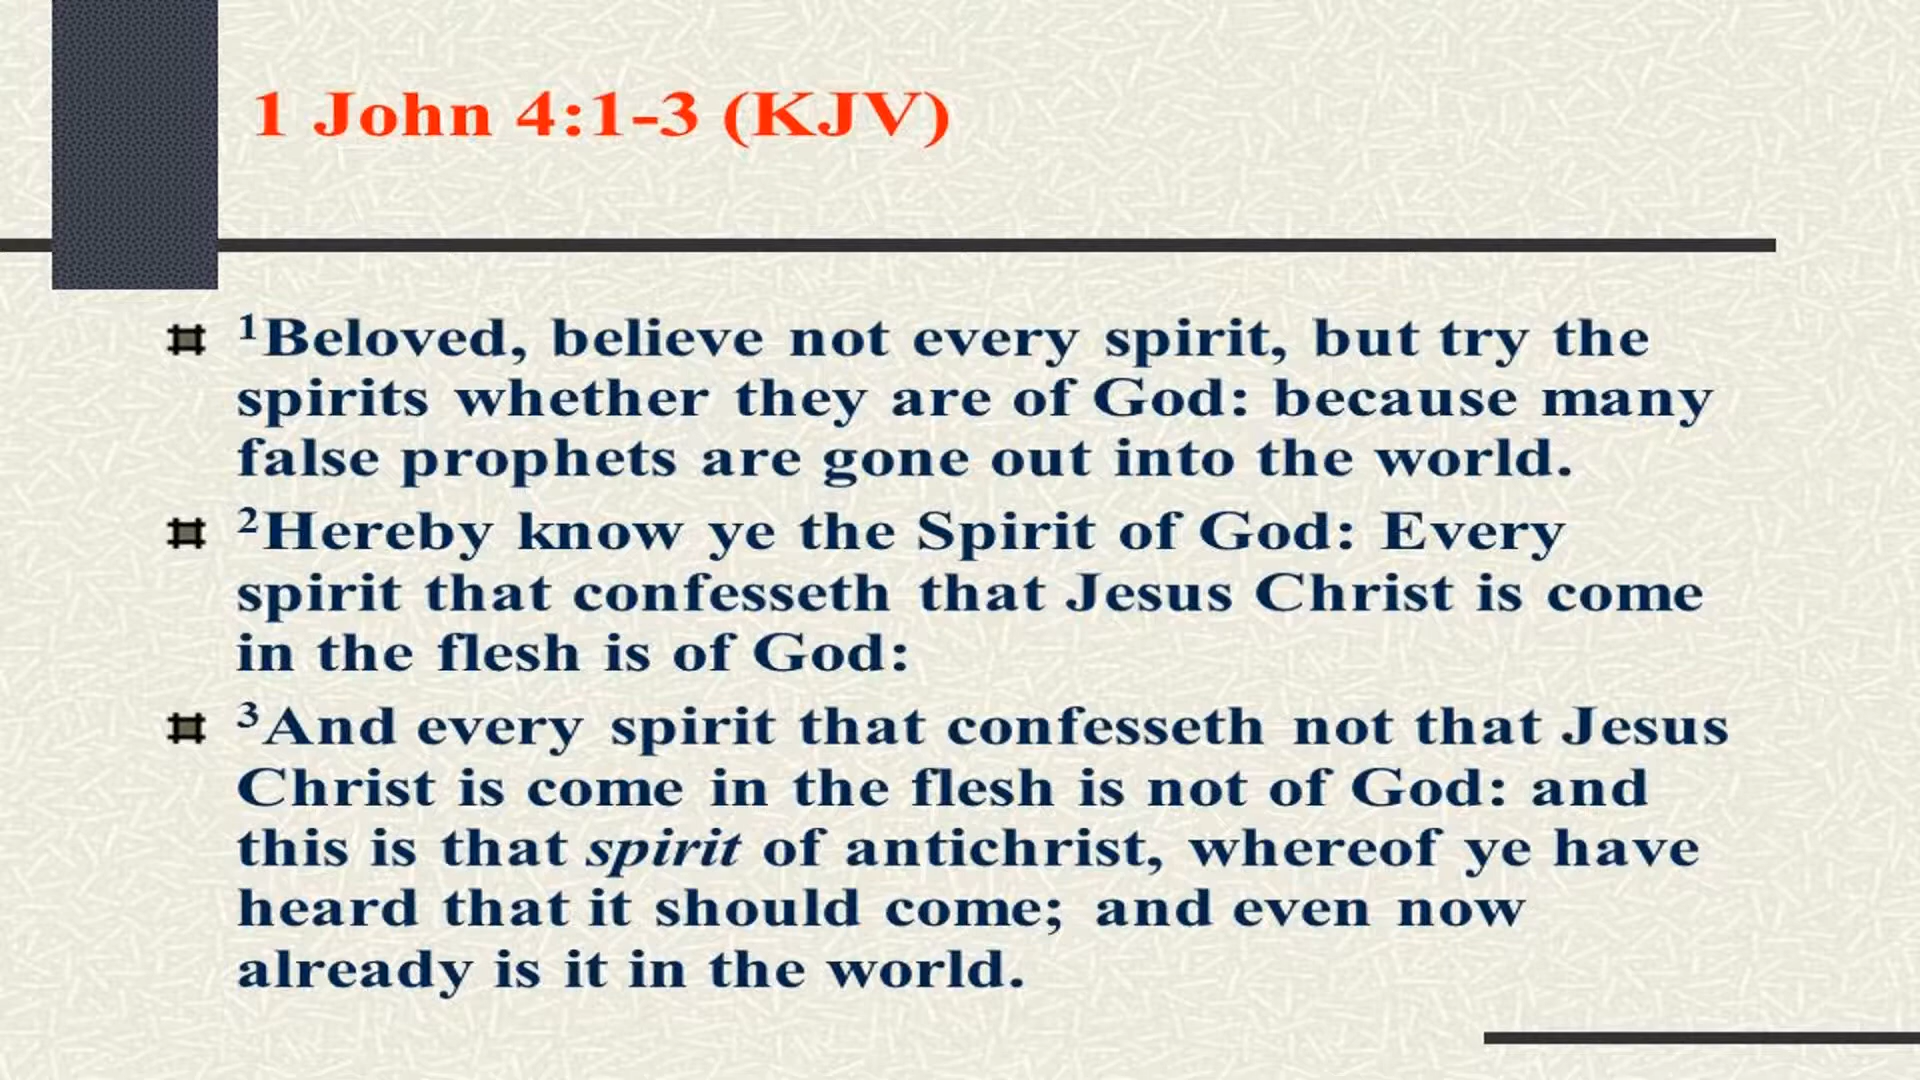 1 John 4:1-3 (KJV)
¹Beloved, believe not every spirit, but try the
spirits whether they are of God: because many
false prophets are gone out into the world.
²Hereby know ye the Spirit of God: Every
spirit that confesseth that Jesus Christ is come
in the flesh is of God:
³And every spirit that confesseth not that Jesus
Christ is come in the flesh is not of God: and
this is that spirit of antichrist, whereof ye have
heard that it should come; and even now
already is it in the world.